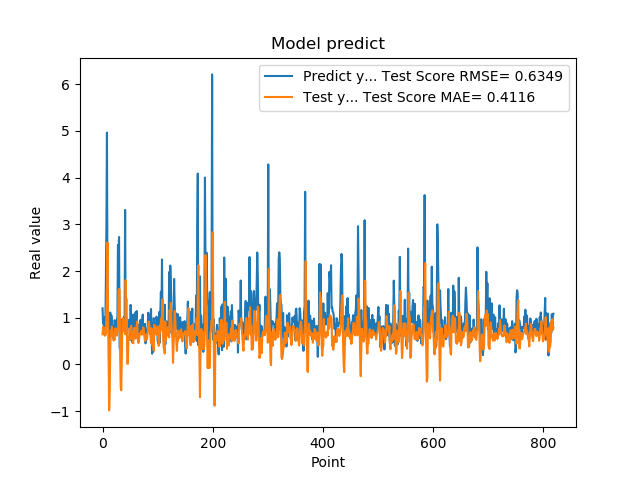 Model predict
Predict y... Test Score RMSE= 0.6349
Test y... Test Score MAE= 0.4116
Real value
6
5
4
3
2
1
0
−1
0 200 400 600 800
Point